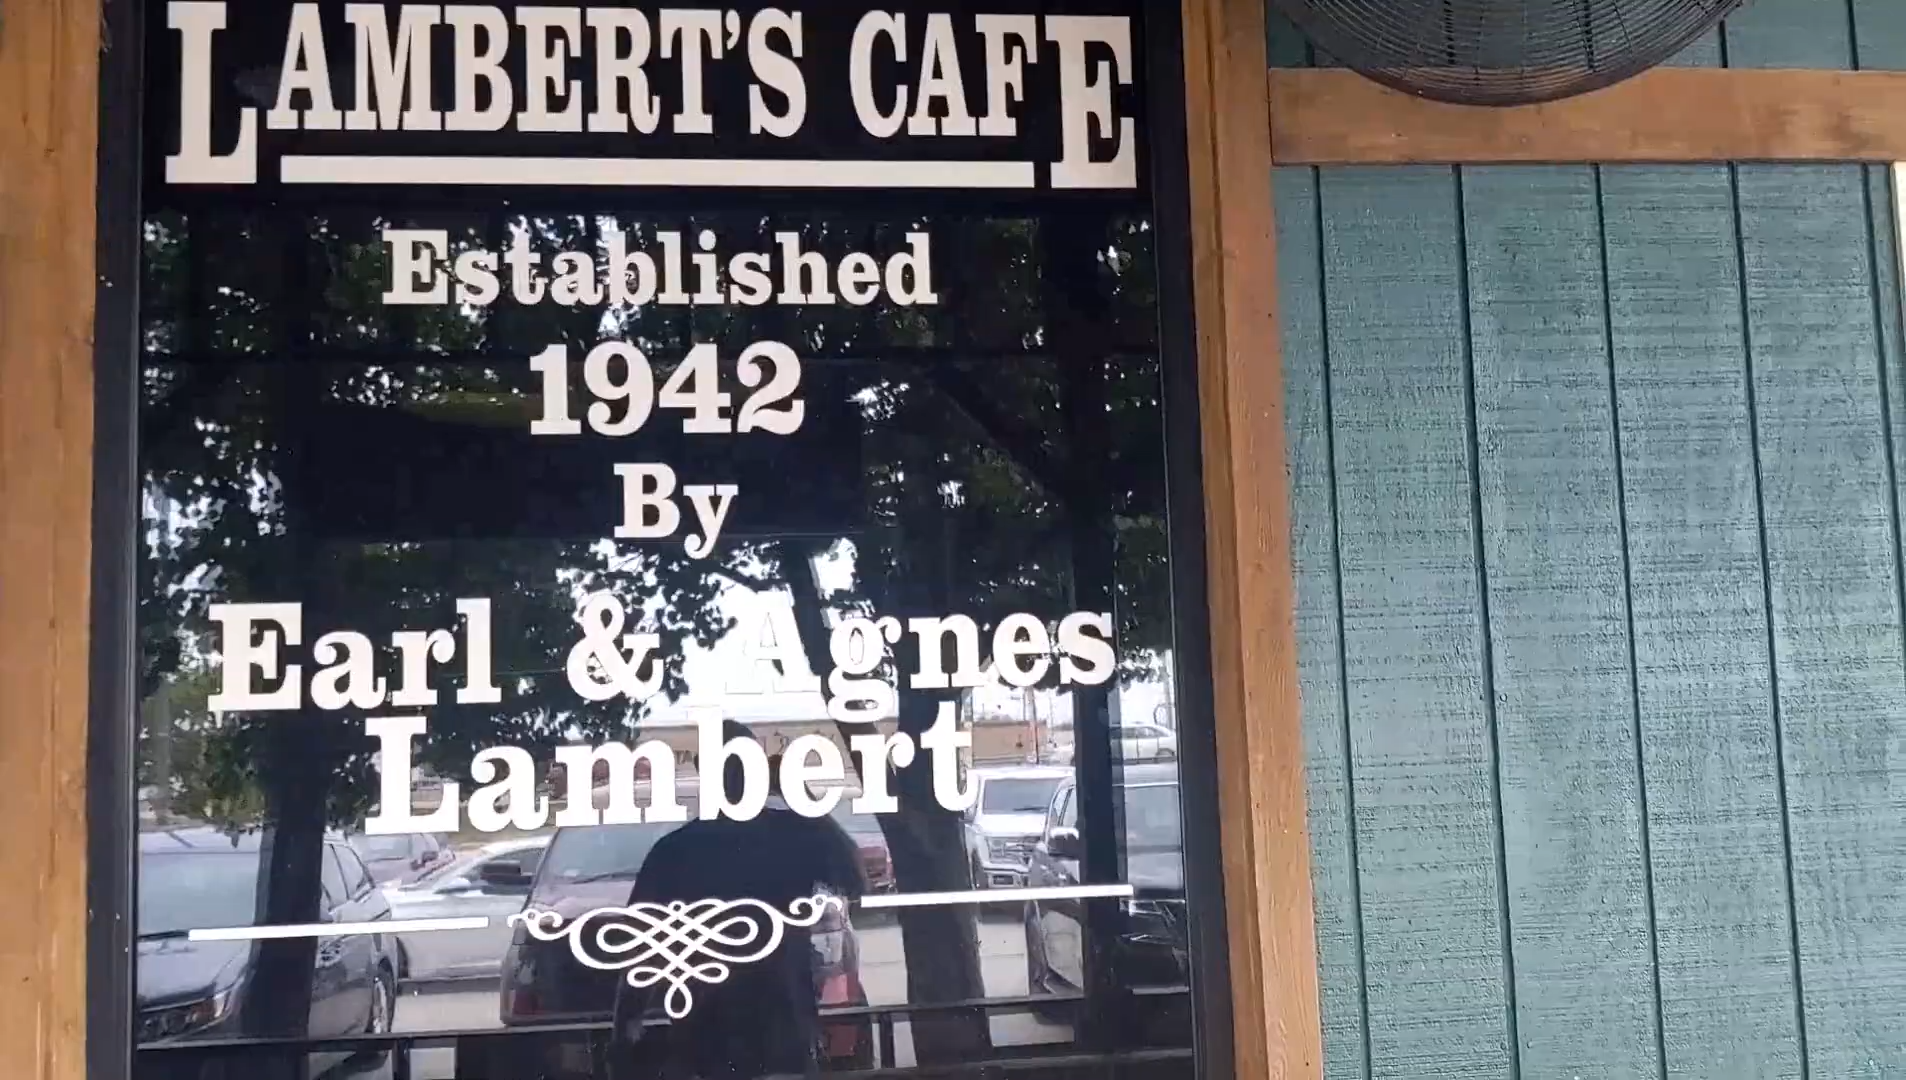 LAMBERT'S CAFE
Established
1942
By
Earl & Agnes
Lambert